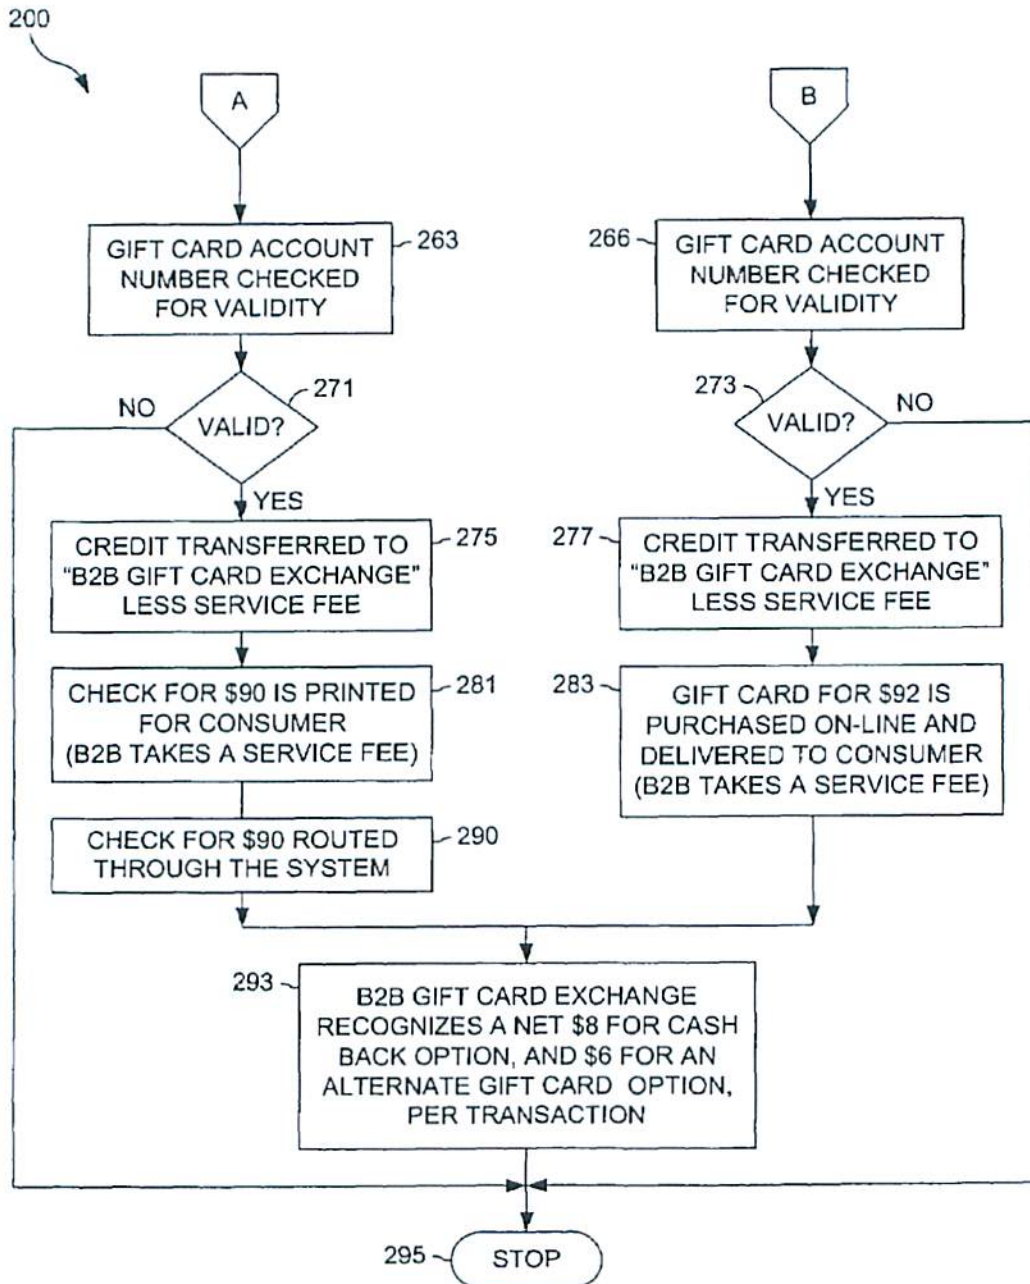 200
A
B
GIFT CARD ACCOUNT
NUMBER CHECKED
FOR VALIDITY
263
266
GIFT CARD ACCOUNT
NUMBER CHECKED
FOR VALIDITY
NO
271
VALID?
YES
273
NO
VALID?
YES
CREDIT TRANSFERRED TO
"B2B GIFT CARD EXCHANGE"
LESS SERVICE FEE
275
277
CREDIT TRANSFERRED TO
"B2B GIFT CARD EXCHANGE"
LESS SERVICE FEE
CHECK FOR $90 IS PRINTED
FOR CONSUMER
(B2B TAKES A SERVICE FEE)
281
283
GIFT CARD FOR $92 IS
PURCHASED ON-LINE AND
DELIVERED TO CONSUMER
(B2B TAKES A SERVICE FEE)
CHECK FOR $90 ROUTED
THROUGH THE SYSTEM
290
293
B2B GIFT CARD EXCHANGE
RECOGNIZES A NET $8 FOR CASH
BACK OPTION, AND $6 FOR AN
ALTERNATE GIFT CARD OPTION,
PER TRANSACTION
295
STOP